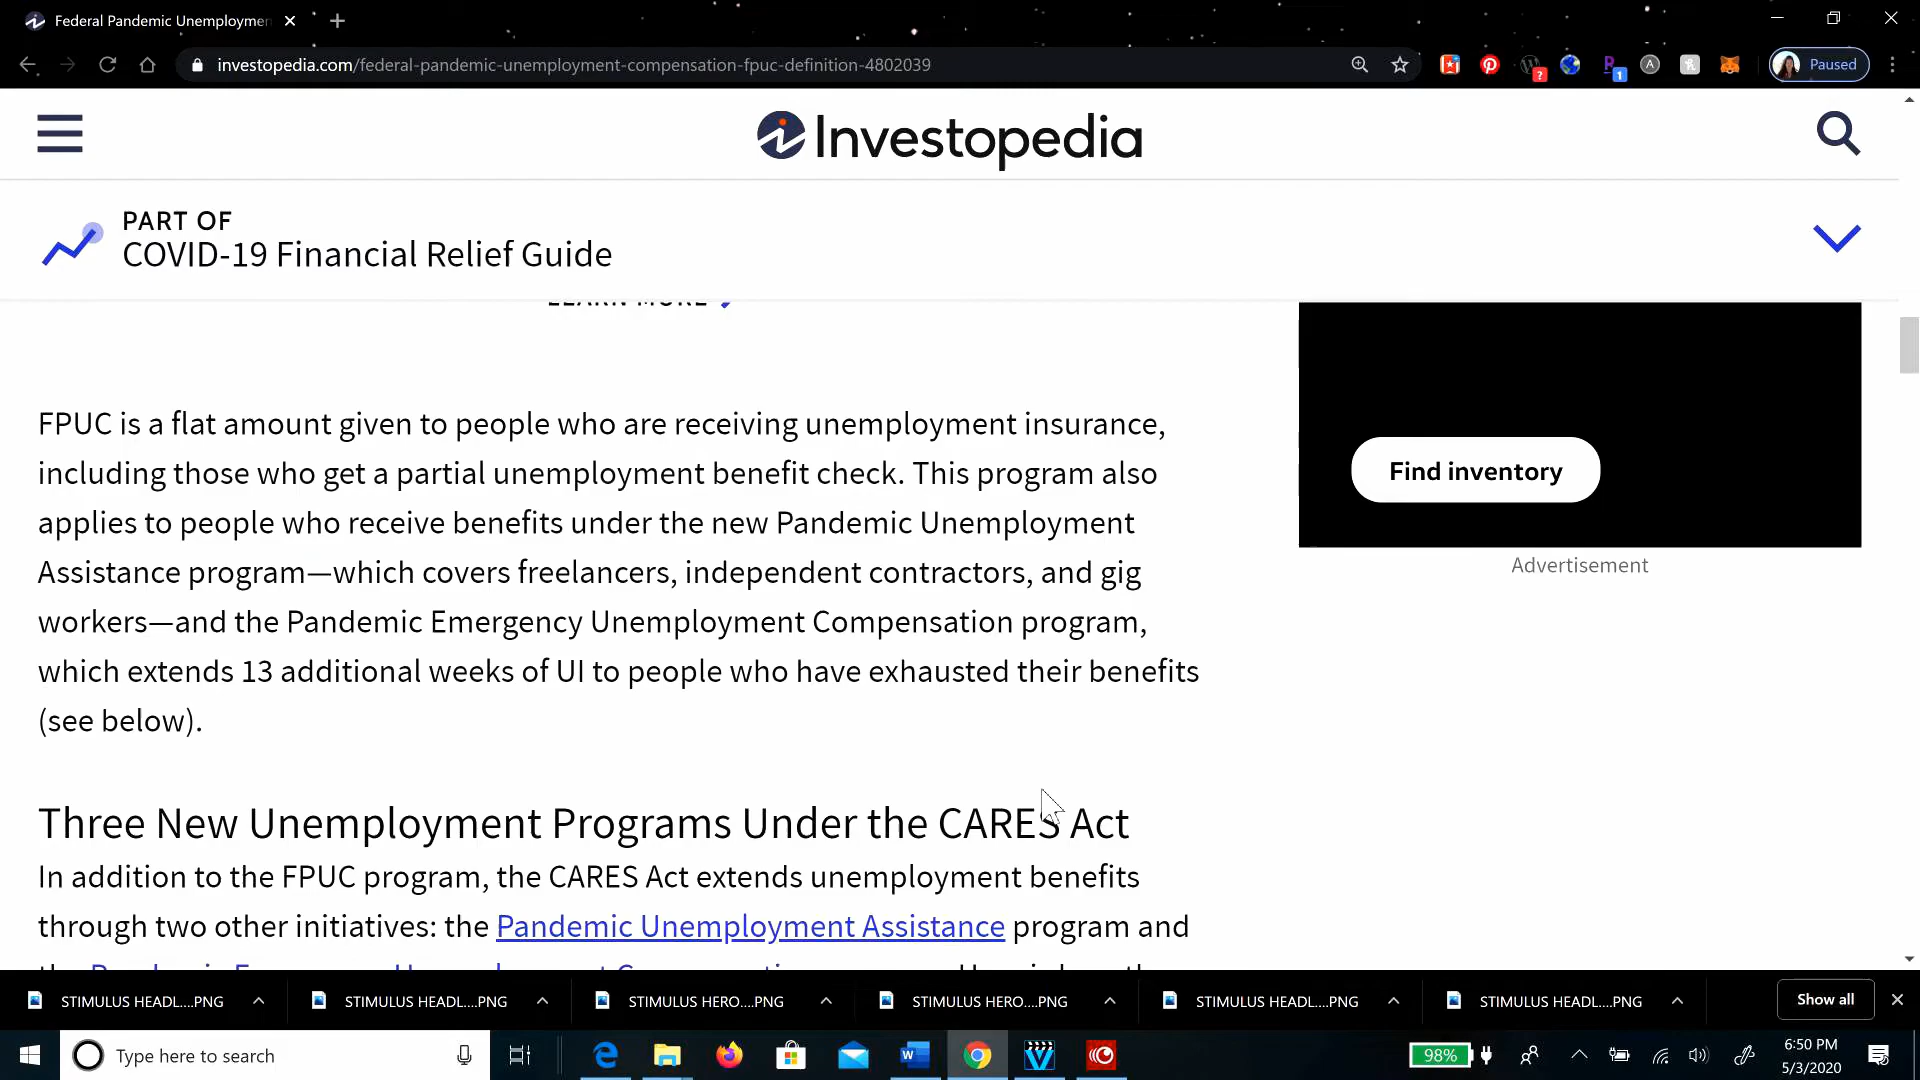 Federal Pandemic Unemploymen
investopedia.com/federal-pandemic-unemployment-compensation-fpuc-definition-4802039
Paused
Investopedia
PART OF
COVID-19 Financial Relief Guide
LEARN MORE
FPUC is a flat amount given to people who are receiving unemployment insurance,
including those who get a partial unemployment benefit check. This program also
applies to people who receive benefits under the new Pandemic Unemployment
Assistance program—which covers freelancers, independent contractors, and gig
workers—and the Pandemic Emergency Unemployment Compensation program,
which extends 13 additional weeks of UI to people who have exhausted their benefits
(see below).
Find inventory
Advertisement
Three New Unemployment Programs Under the CARES Act
In addition to the FPUC program, the CARES Act extends unemployment benefits
through two other initiatives: the Pandemic Unemployment Assistance program and
STIMULUS HEADL....PNG
STIMULUS HEADL....PNG
STIMULUS HERO....PNG
STIMULUS HERO....PNG
STIMULUS HEADL....PNG
STIMULUS HEADL....PNG
Show all
Type here to search
98%
6:50 PM
5/3/2020